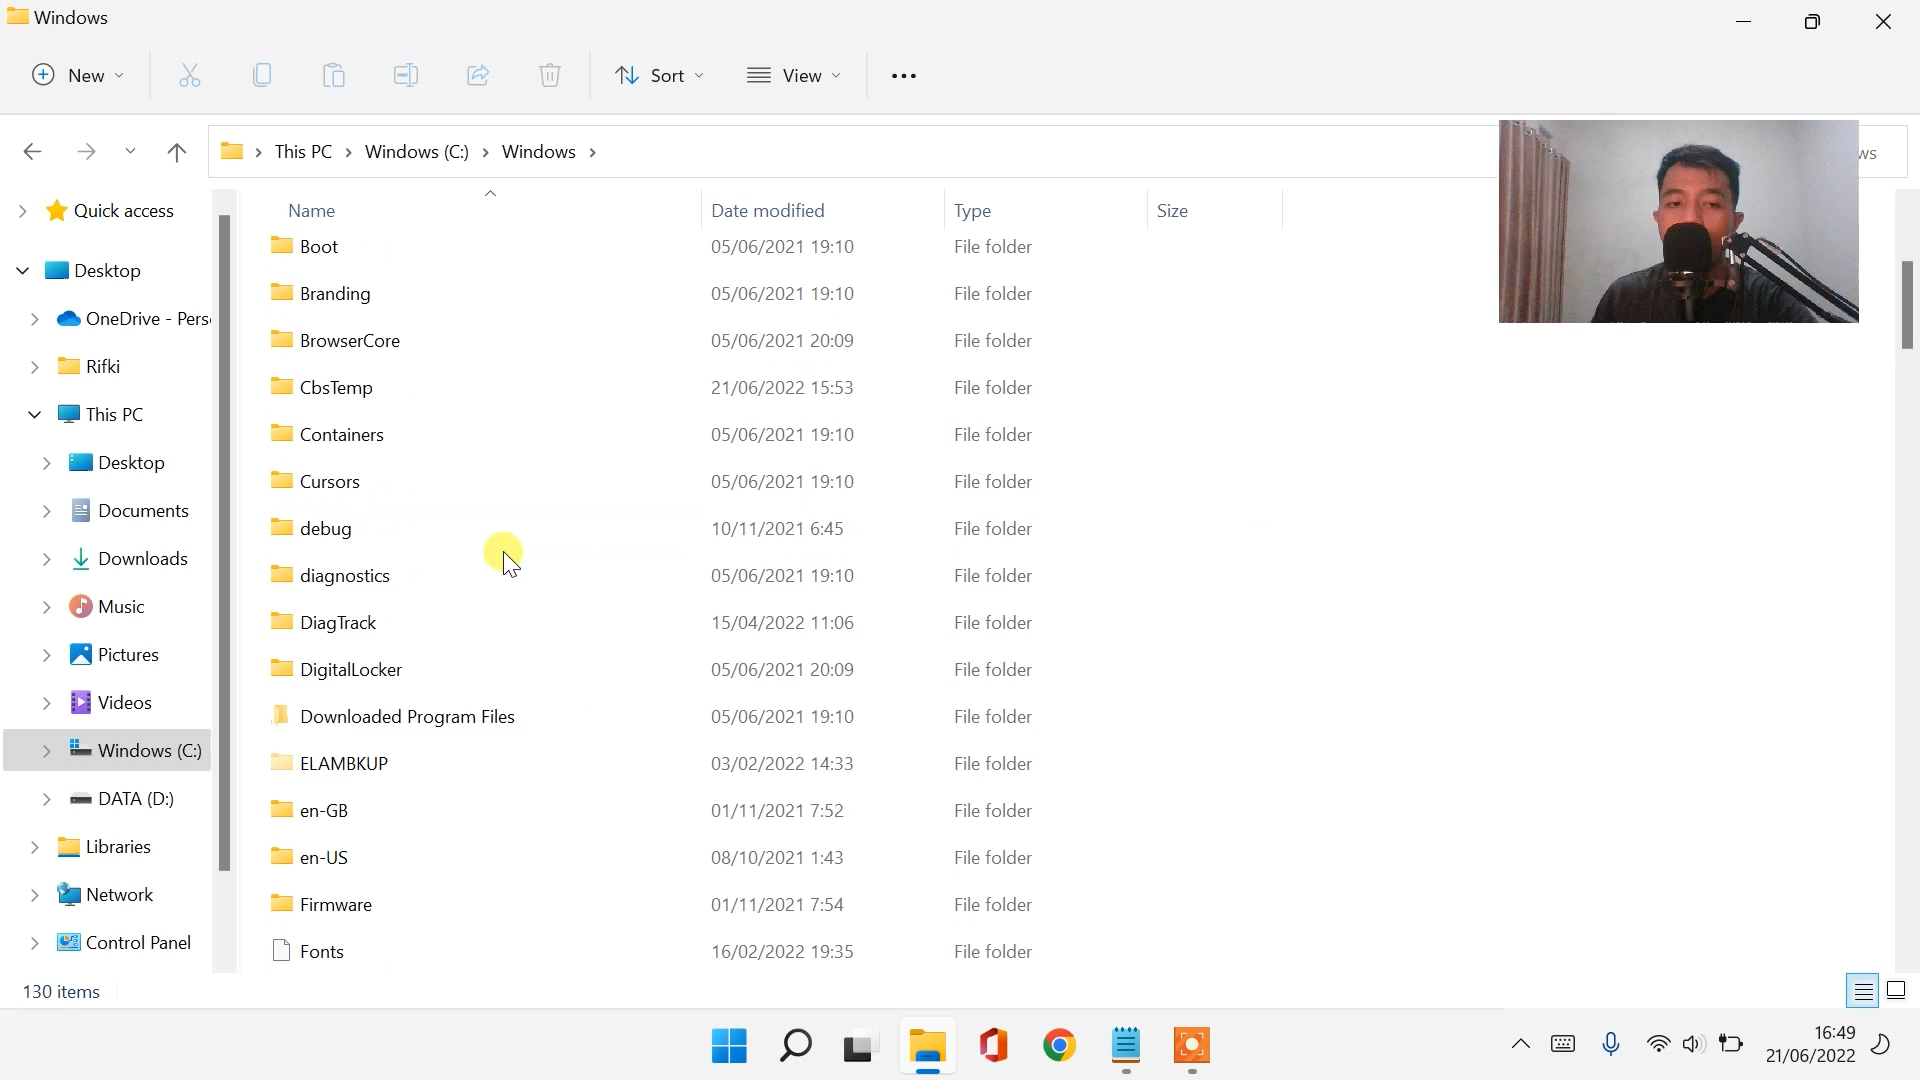 Windows
New
Sort
View
This PC
Windows (C:)
Windows
ws
Quick access
Desktop
OneDrive - Pers
Rifki
This PC
Desktop
Documents
Downloads
Music
Pictures
Videos
Windows (C:)
DATA (D:)
Libraries
Network
Control Panel
Name Date modified Type Size
Boot 05/06/2021 19:10 File folder
Branding 05/06/2021 19:10 File folder
BrowserCore 05/06/2021 20:09 File folder
CbsTemp 21/06/2022 15:53 File folder
Containers 05/06/2021 19:10 File folder
Cursors 05/06/2021 19:10 File folder
debug 10/11/2021 6:45 File folder
diagnostics 05/06/2021 19:10 File folder
DiagTrack 15/04/2022 11:06 File folder
DigitalLocker 05/06/2021 20:09 File folder
Downloaded Program Files 05/06/2021 19:10 File folder
ELAMBKUP 03/02/2022 14:33 File folder
en-GB 01/11/2021 7:52 File folder
en-US 08/10/2021 1:43 File folder
Firmware 01/11/2021 7:54 File folder
Fonts 16/02/2022 19:35 File folder
130 items
16:49
21/06/2022